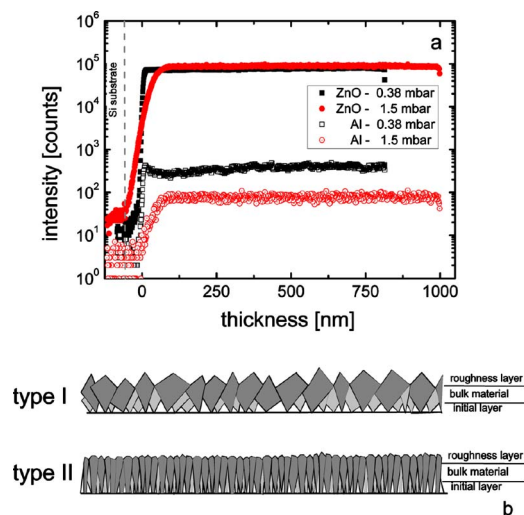 a
intensity [counts]
10⁶
10⁵
10⁴
10³
10²
10¹
10⁰
Si substrate
ZnO - 0.38 mbar
ZnO - 1.5 mbar
Al - 0.38 mbar
Al - 1.5 mbar
0 250 500 750 1000
thickness [nm]
type I
roughness layer
bulk material
initial layer
type II
roughness layer
bulk material
initial layer
b